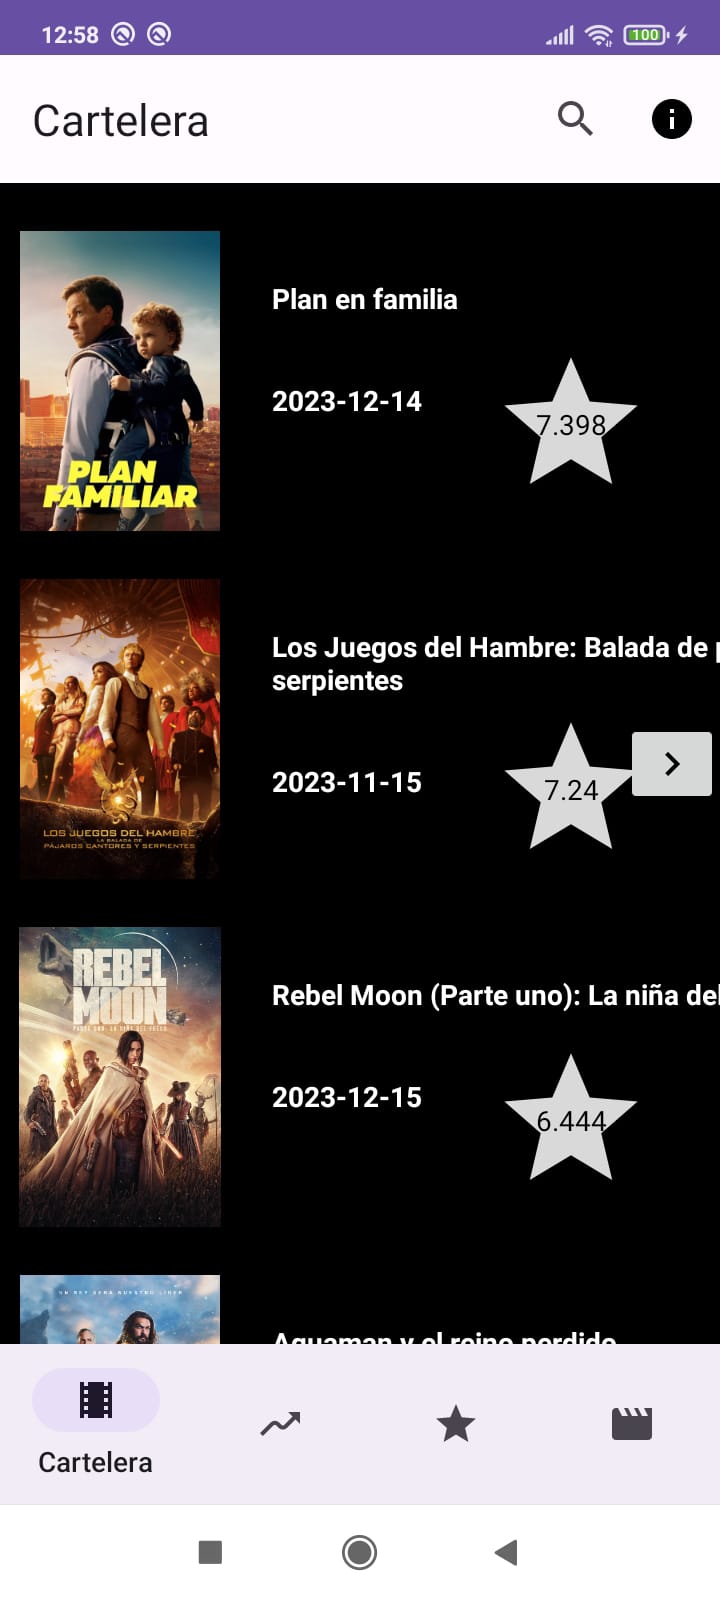 12:58
100
Cartelera
Plan en familia
2023-12-14
7.398
PLAN
FAMILIAR
Los Juegos del Hambre: Balada de
serpientes
2023-11-15
7.24
LOS JUEGOS DEL HAMBRE
LA BALADA DE
PÁJAROS CANTORES Y SERPIENTES
Rebel Moon (Parte uno): La niña del
2023-12-15
6.444
REBEL
MOON
PARTE UNO: LA NIÑA DEL FUEGO
UN REY SERÁ NUESTRO LÍDER
Aquaman y el reino perdido
Cartelera